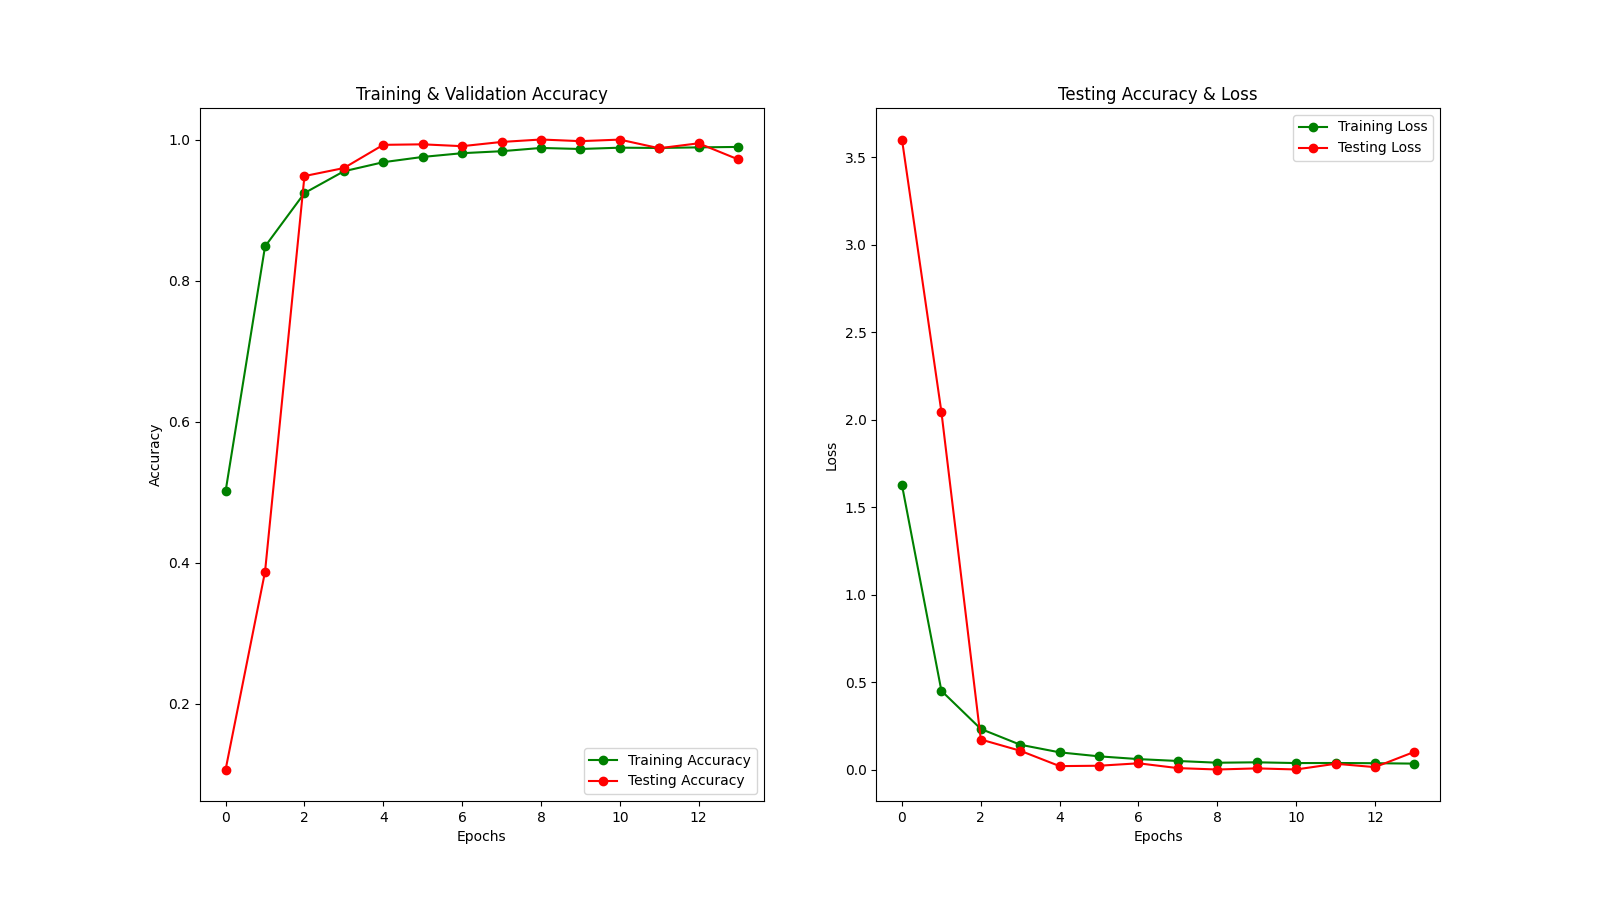 Training & Validation Accuracy
1.0
0.8
0.6
0.4
0.2
Accuracy
0 2 4 6 8 10 12
Epochs
Training Accuracy
Testing Accuracy
Testing Accuracy & Loss
3.5
3.0
2.5
2.0
1.5
1.0
0.5
0.0
Loss
0 2 4 6 8 10 12
Epochs
Training Loss
Testing Loss